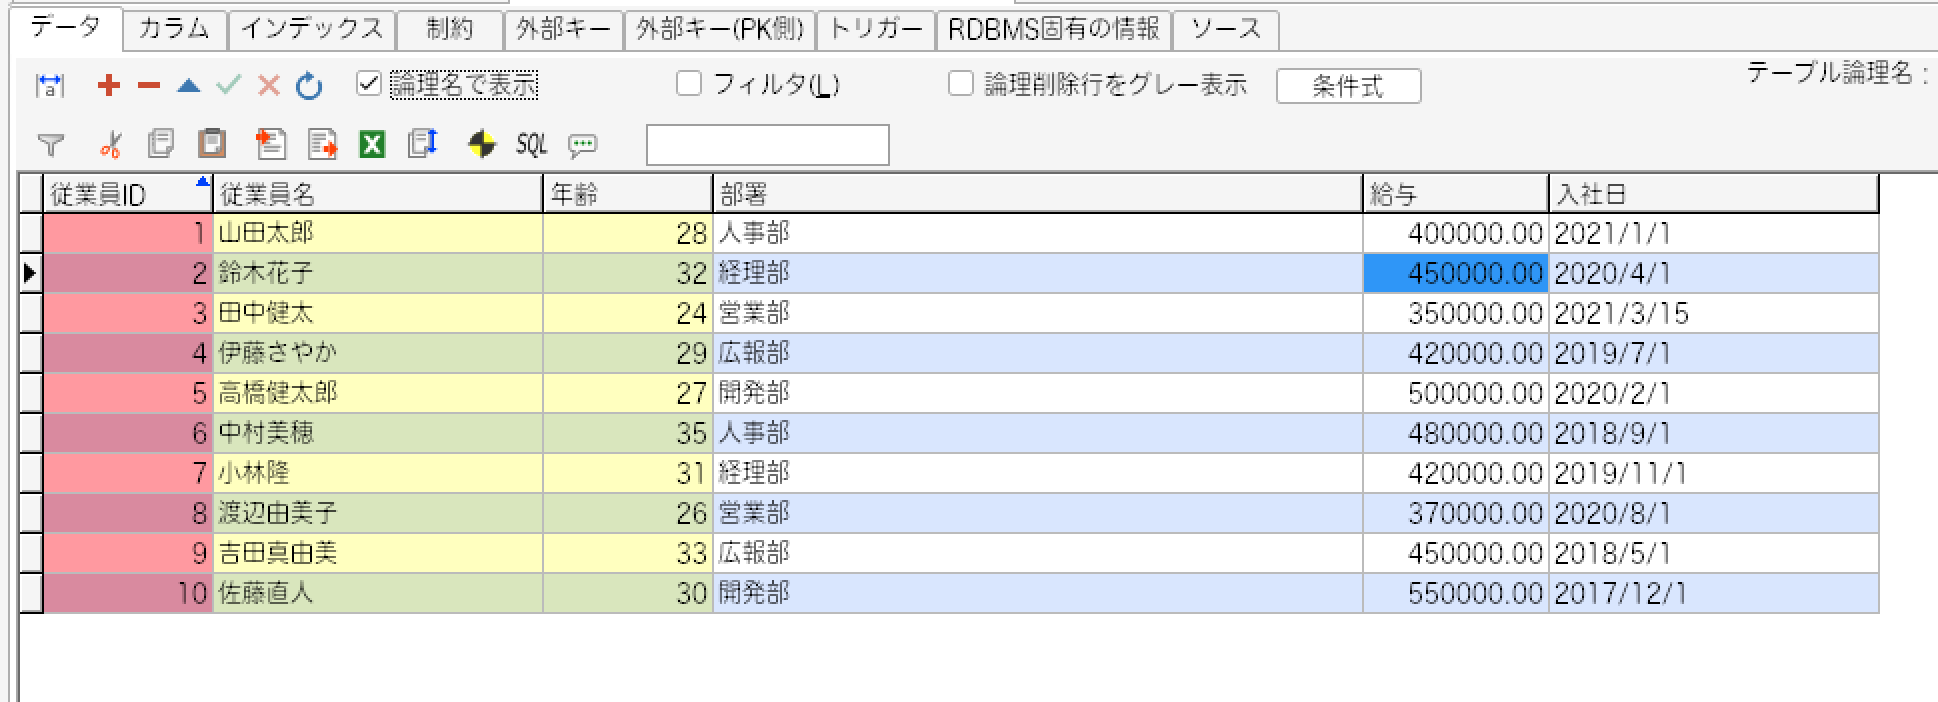 データ カラム インデックス 制約 外部キー 外部キー(PK側) トリガー RDBMS固有の情報 ソース
a 論理名で表示 フィルタ(L) 論理削除行をグレー表示 条件式 テーブル論理名：
X SQL
従業員ID 従業員名 年齢 部署 給与 入社日
1 山田太郎 28 人事部 400000.00 2021/1/1
2 鈴木花子 32 経理部 450000.00 2020/4/1
3 田中健太 24 営業部 350000.00 2021/3/15
4 伊藤さやか 29 広報部 420000.00 2019/7/1
5 高橋健太郎 27 開発部 500000.00 2020/2/1
6 中村美穂 35 人事部 480000.00 2018/9/1
7 小林隆 31 経理部 420000.00 2019/11/1
8 渡辺由美子 26 営業部 370000.00 2020/8/1
9 吉田真由美 33 広報部 450000.00 2018/5/1
10 佐藤直人 30 開発部 550000.00 2017/12/1